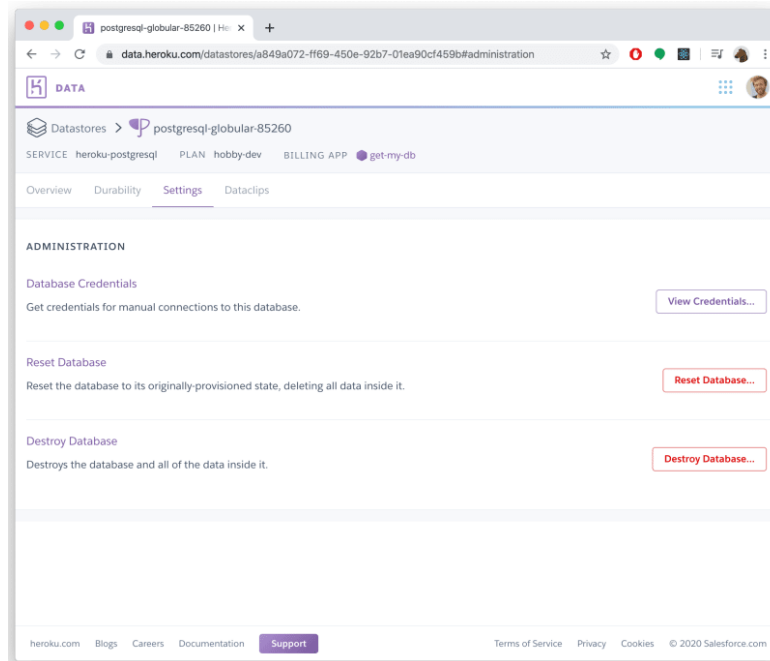 postgresql-globular-85260 | He
data.heroku.com/datastores/a849a072-ff69-450e-92b7-01ea90cf459b#administration
DATA
Datastores > postgresql-globular-85260
SERVICE heroku-postgresql PLAN hobby-dev BILLING APP get-my-db
Overview Durability Settings Dataclips
ADMINISTRATION
Database Credentials
Get credentials for manual connections to this database.
View Credentials...
Reset Database
Reset the database to its originally-provisioned state, deleting all data inside it.
Reset Database...
Destroy Database
Destroys the database and all of the data inside it.
Destroy Database...
heroku.com Blogs Careers Documentation Support Terms of Service Privacy Cookies © 2020 Salesforce.com